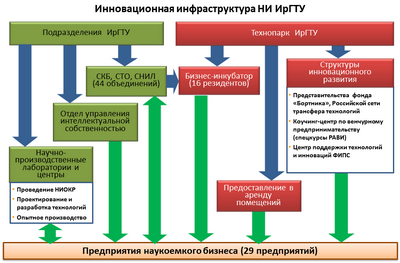 Инновационная инфраструктура НИ ИрГТУ
Подразделения ИрГТУ
Технопарк ИрГТУ
СКБ, СТО, СНИЛ
(44 объединений)
Бизнес-инкубатор
(16 резидентов)
Структуры
инновационного
развития
• Представительства фонда
«Бортника», Российской сети
трансфера технологий
• Коучинг-центр по венчурному
предпринимательству
(спецкурсы РАВИ)
• Центр поддержки технологий
и инноваций ФИПС
Отдел управления
интеллектуальной
собственностью
Научно-
производственные
лаборатории и
центры
• Проведение НИОКР
• Проектирование и
разработка технологий
• Опытное производство
Предоставление в
аренду
помещений
Предприятия наукоемкого бизнеса (29 предприятий)